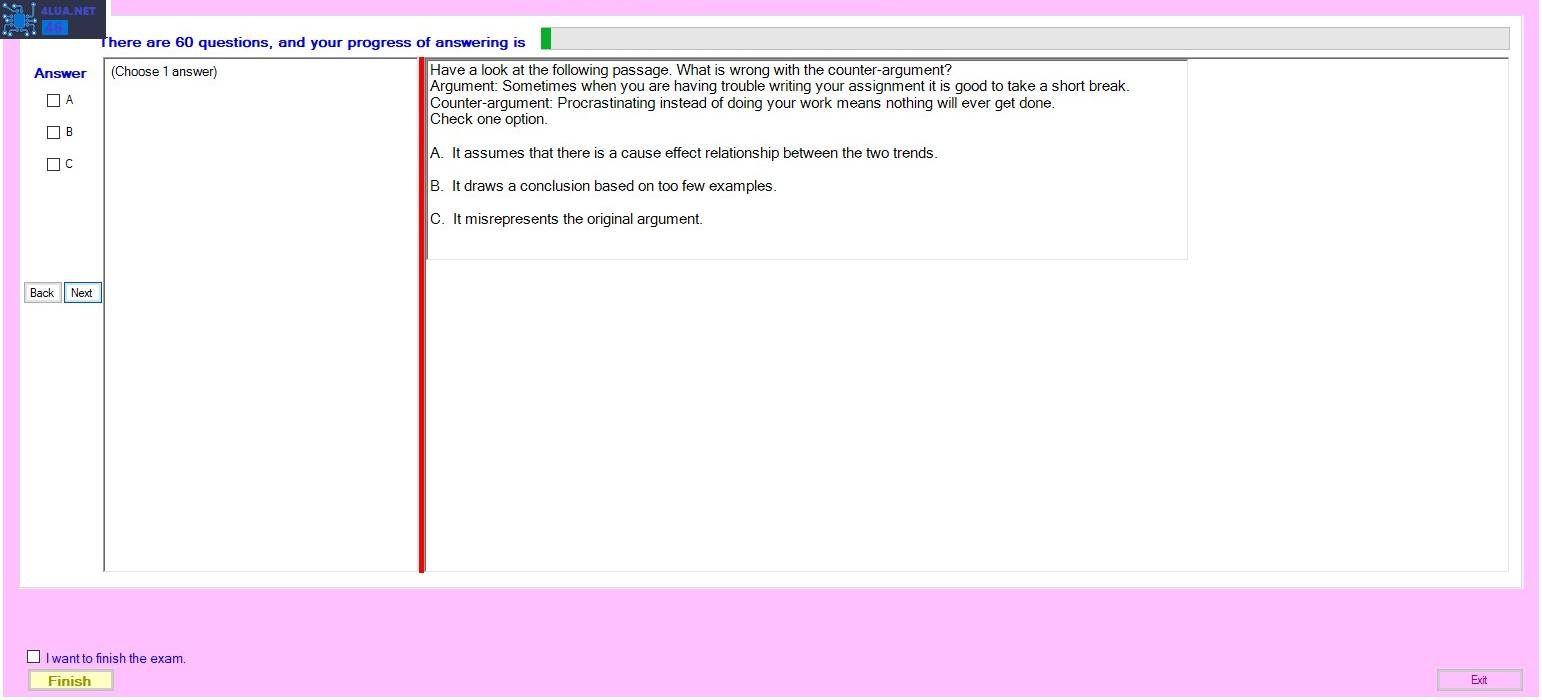 4LUA.NET
46
There are 60 questions, and your progress of answering is
Answer
(Choose 1 answer)
A
B
C
Back
Next
Have a look at the following passage. What is wrong with the counter-argument?
Argument: Sometimes when you are having trouble writing your assignment it is good to take a short break.
Counter-argument: Procrastinating instead of doing your work means nothing will ever get done.
Check one option.
A. It assumes that there is a cause effect relationship between the two trends.
B. It draws a conclusion based on too few examples.
C. It misrepresents the original argument.
I want to finish the exam.
Finish
Exit